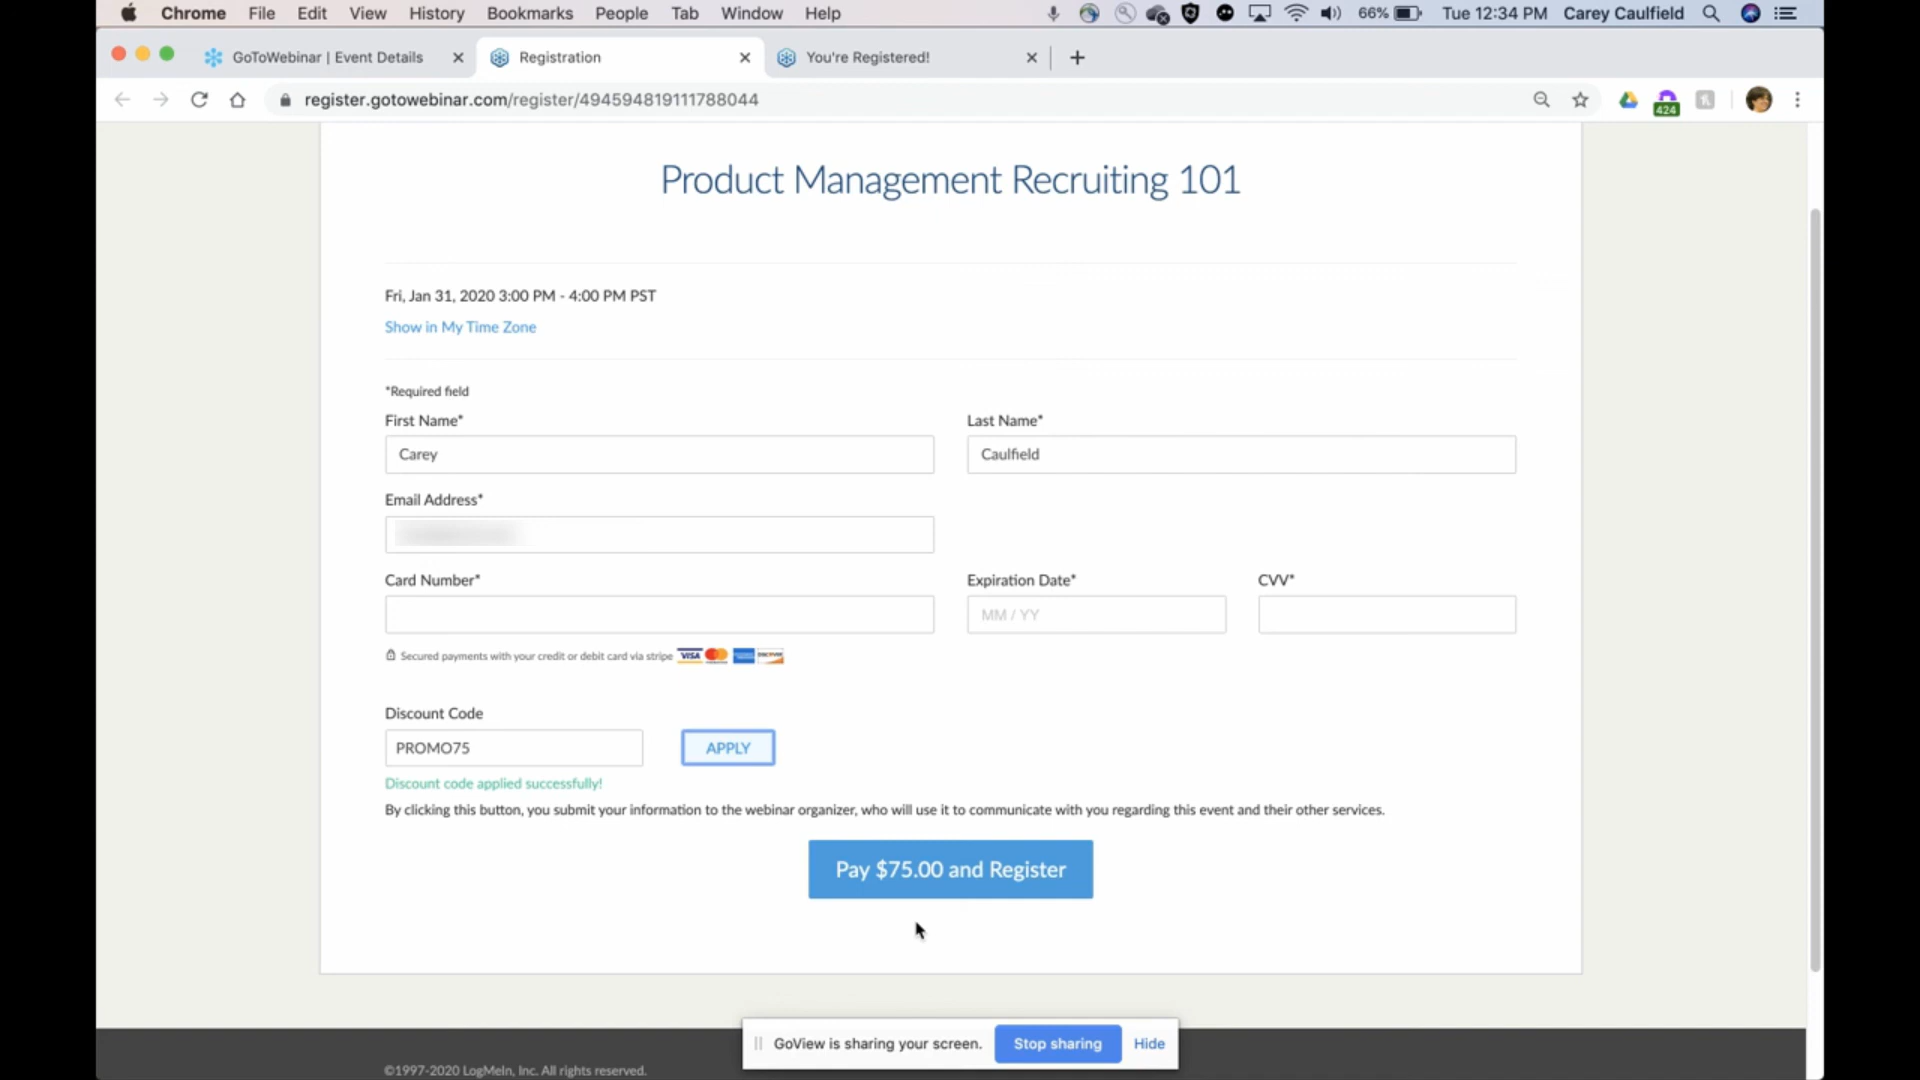 Chrome File Edit View History Bookmarks People Tab Window Help 66% Tue 12:34 PM Carey Caulfield
GoToWebinar | Event Details Registration You're Registered!
register.gotowebinar.com/register/494594819111788044 424
Product Management Recruiting 101
Fri, Jan 31, 2020 3:00 PM - 4:00 PM PST
Show in My Time Zone
*Required field
First Name* Last Name*
Carey Caulfield
Email Address*
Card Number* Expiration Date* CVV*
MM / YY
Secured payments with your credit or debit card via stripe VISA DISCOVER
Discount Code
PROMO75 APPLY
Discount code applied successfully!
By clicking this button, you submit your information to the webinar organizer, who will use it to communicate with you regarding this event and their other services.
Pay $75.00 and Register
GoView is sharing your screen. Stop sharing Hide
©1997-2020 LogMeIn, Inc. All rights reserved.